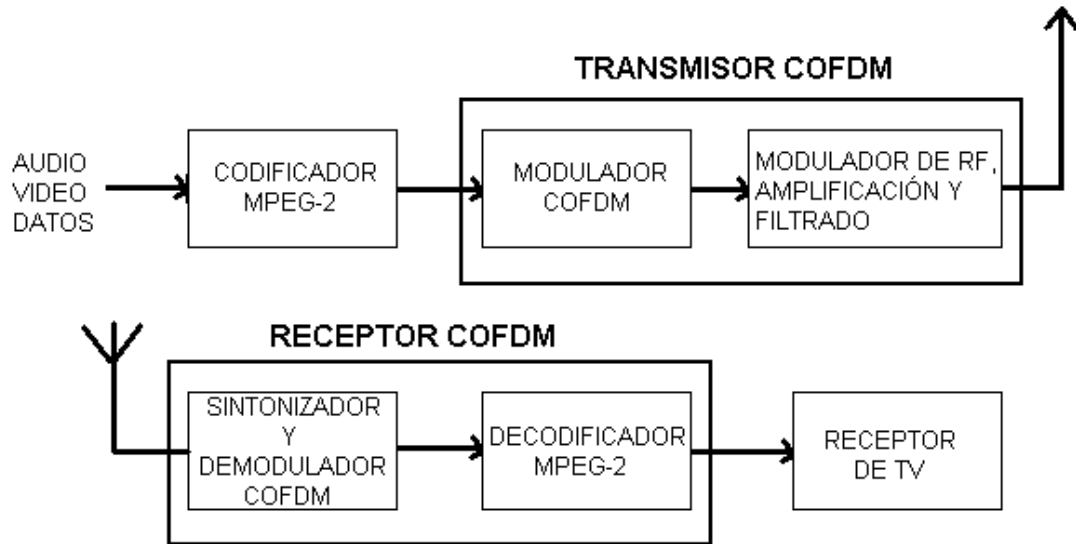 TRANSMISOR COFDM
AUDIO
VIDEO
DATOS
CODIFICADOR
MPEG-2
MODULADOR
COFDM
MODULADOR DE RF,
AMPLIFICACIÓN Y
FILTRADO
RECEPTOR COFDM
SINTONIZADOR
Y
DEMODULADOR
COFDM
DECODIFICADOR
MPEG-2
RECEPTOR
DE TV